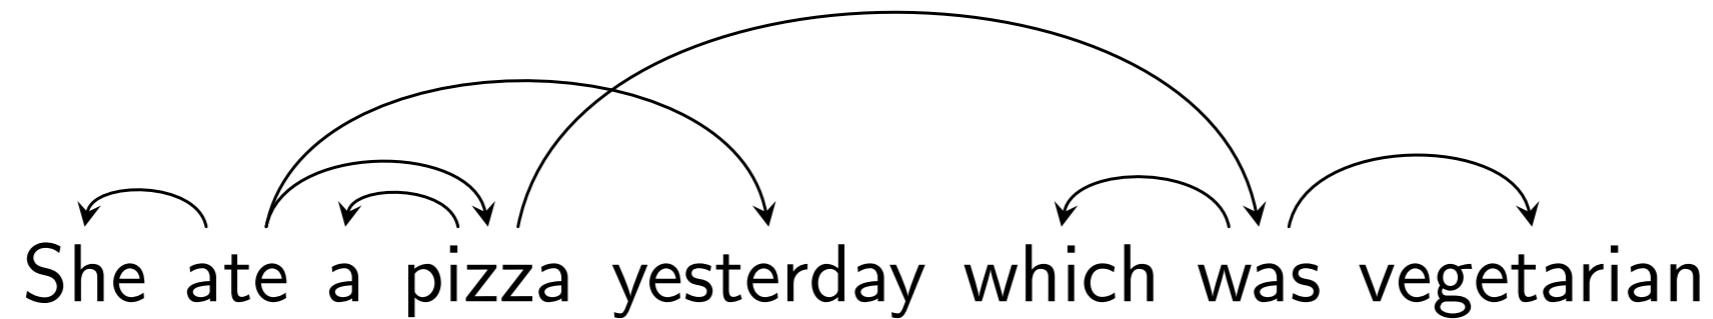 She ate a pizza yesterday which was vegetarian